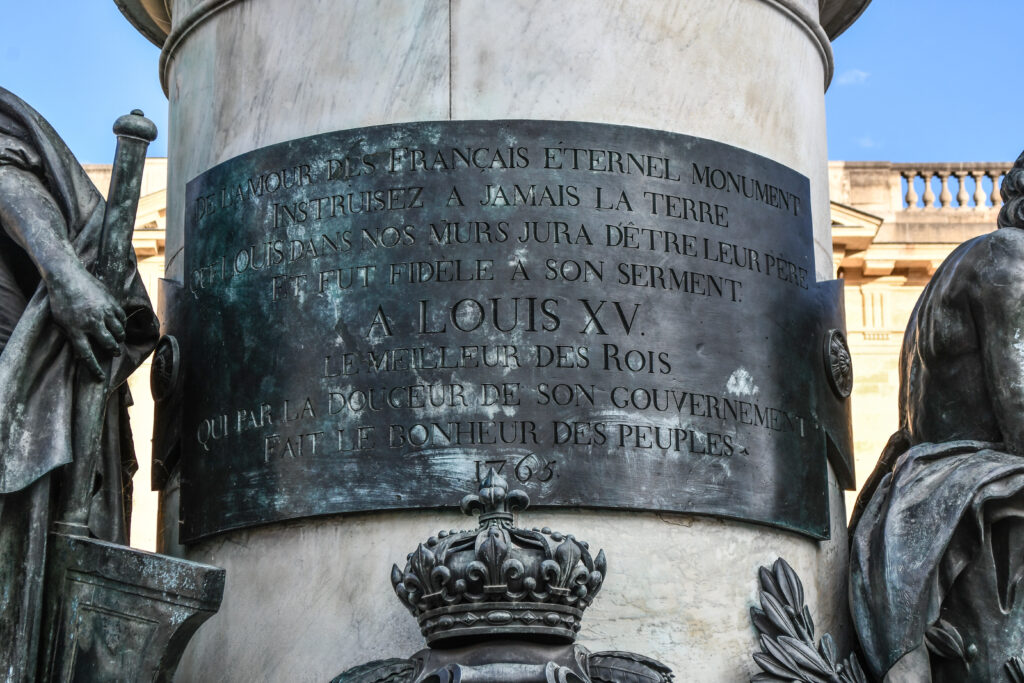 DE L'AMOUR DES FRANÇAIS ÉTERNEL MONUMENT
INSTRUISEZ A JAMAIS LA TERRE
QUE LOUIS DANS NOS MURS JURA D'ÊTRE LEUR PÈRE
ET FUT FIDÈLE A SON SERMENT.
A LOUIS XV.
LE MEILLEUR DES ROIS
QUI PAR LA DOUCEUR DE SON GOUVERNEMENT
FAIT LE BONHEUR DES PEUPLES
1765